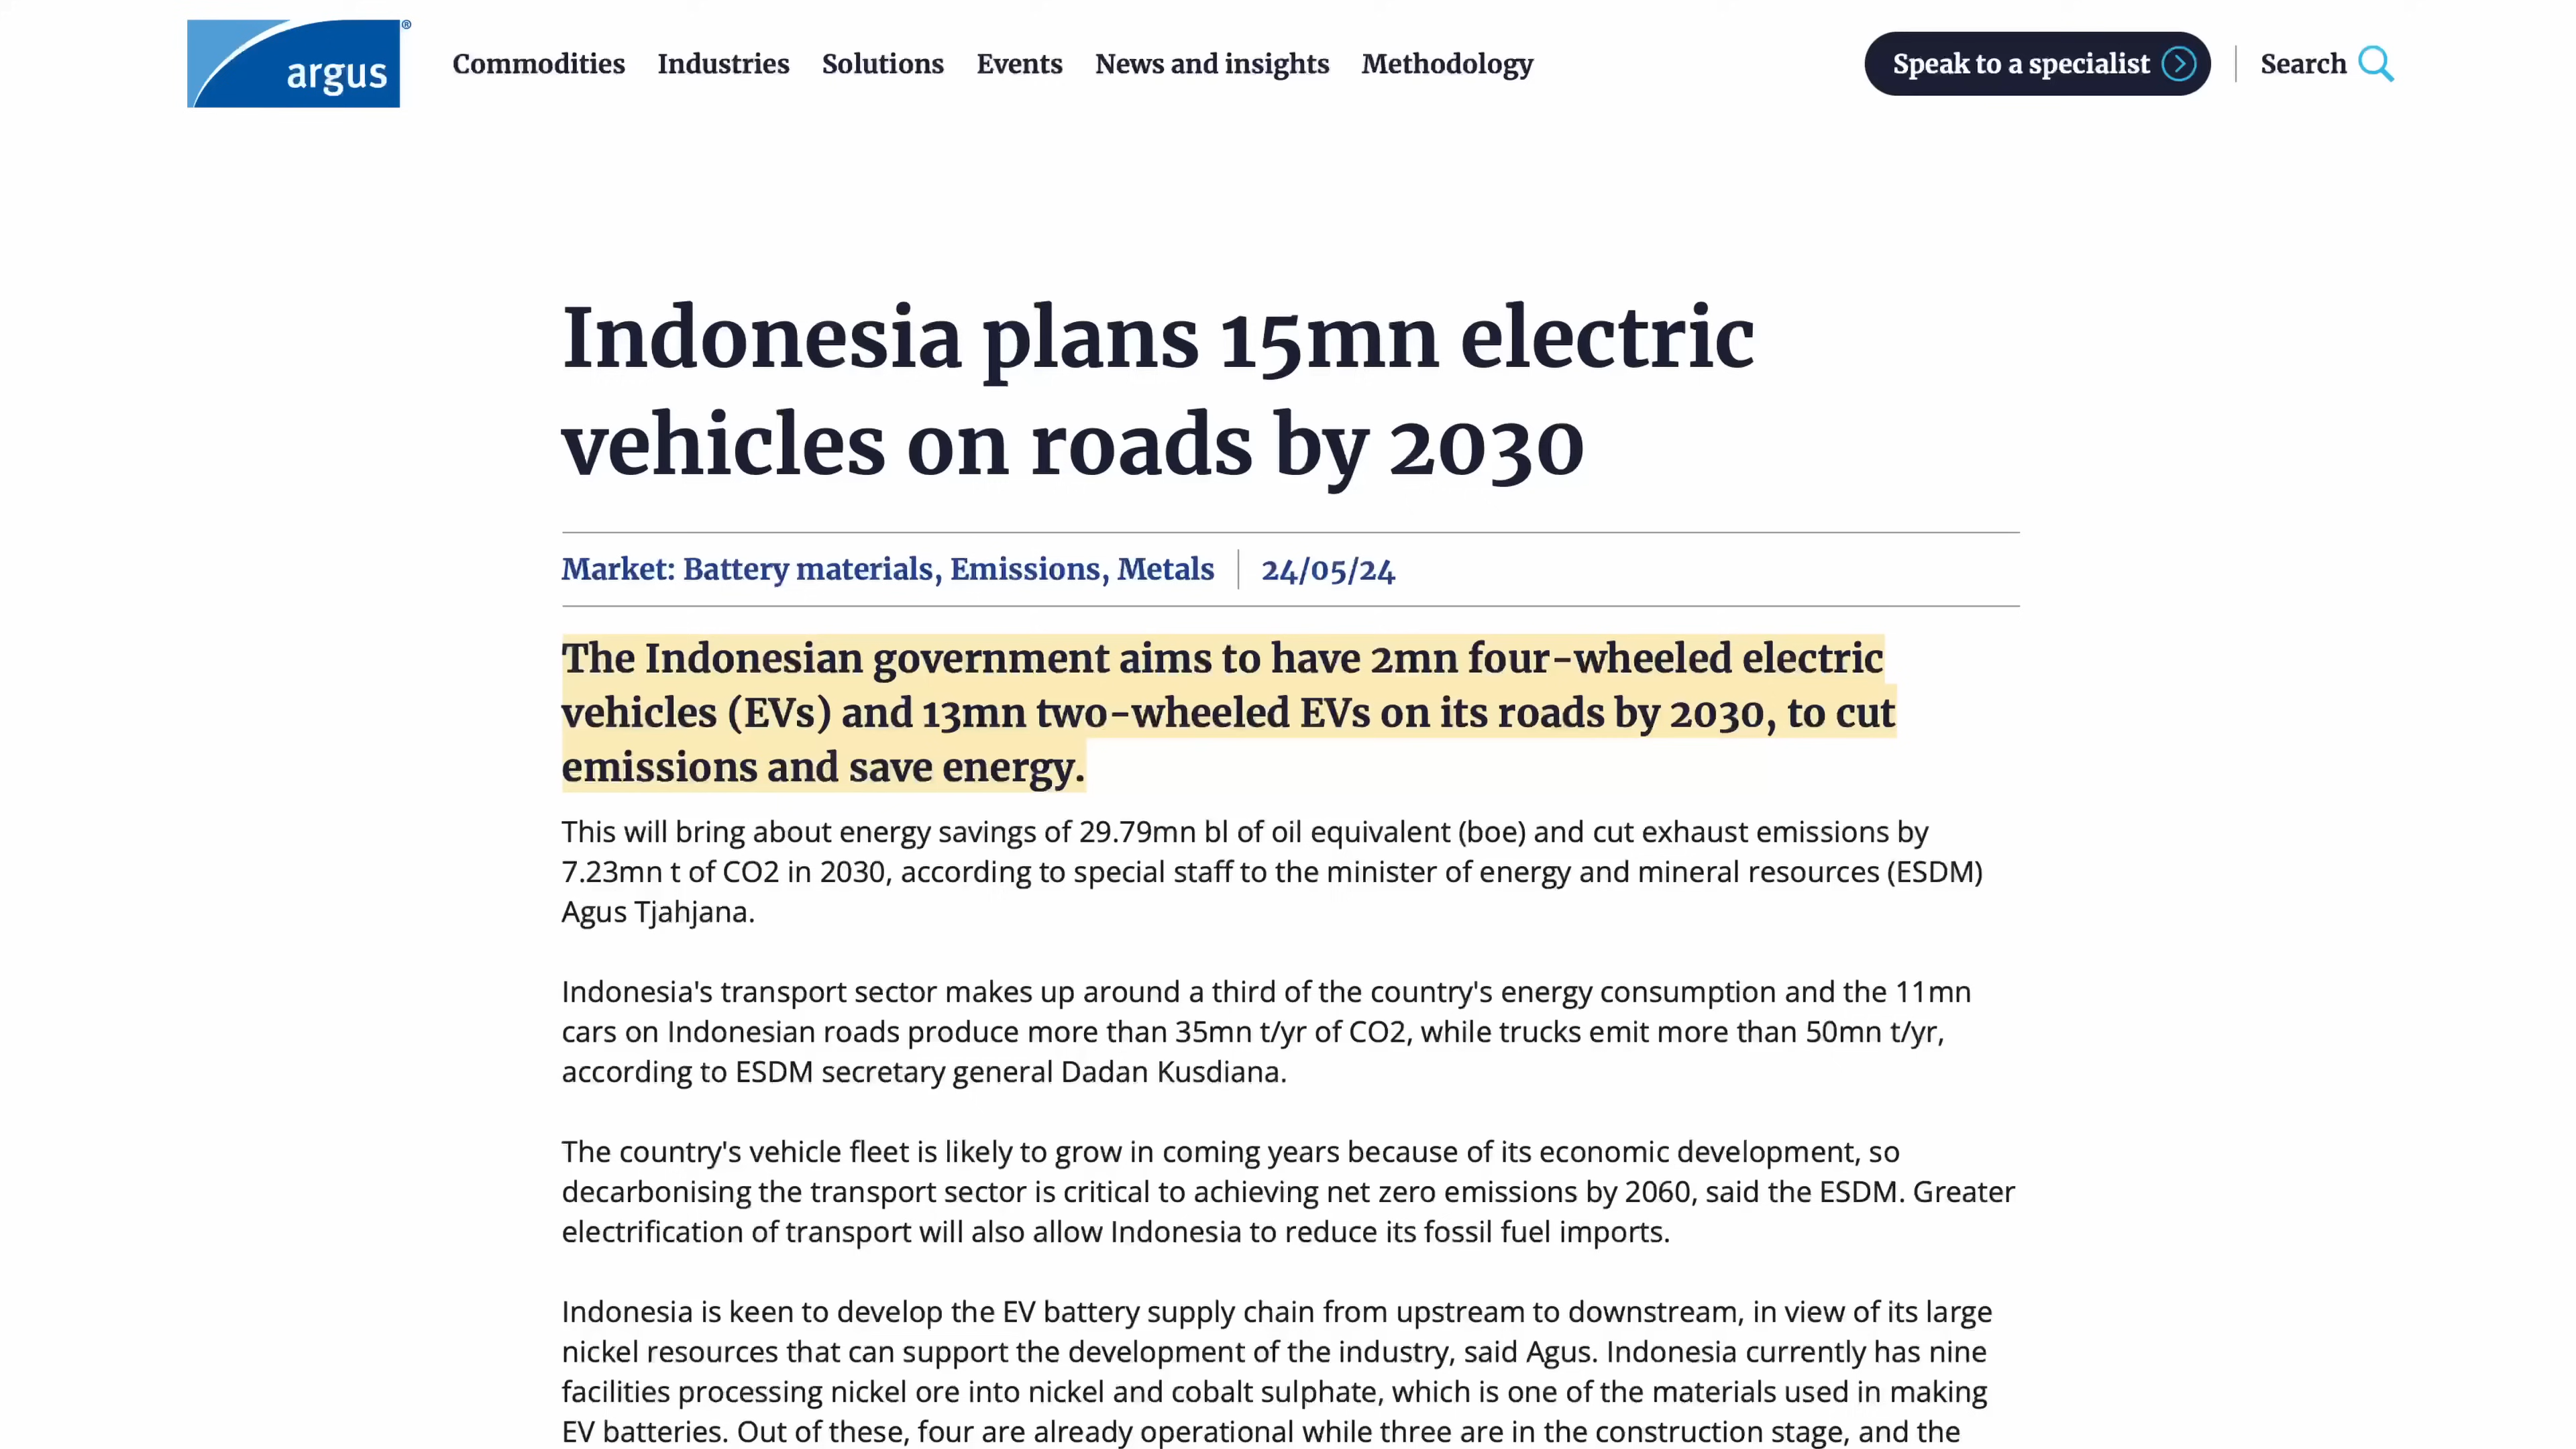 argus®
Commodities Industries Solutions Events News and insights Methodology
Speak to a specialist
Search
Indonesia plans 15mn electric
vehicles on roads by 2030
Market: Battery materials, Emissions, Metals
24/05/24
The Indonesian government aims to have 2mn four-wheeled electric
vehicles (EVs) and 13mn two-wheeled EVs on its roads by 2030, to cut
emissions and save energy.
This will bring about energy savings of 29.79mn bl of oil equivalent (boe) and cut exhaust emissions by
7.23mn t of CO2 in 2030, according to special staff to the minister of energy and mineral resources (ESDM)
Agus Tjahjana.
Indonesia's transport sector makes up around a third of the country's energy consumption and the 11mn
cars on Indonesian roads produce more than 35mn t/yr of CO2, while trucks emit more than 50mn t/yr,
according to ESDM secretary general Dadan Kusdiana.
The country's vehicle fleet is likely to grow in coming years because of its economic development, so
decarbonising the transport sector is critical to achieving net zero emissions by 2060, said the ESDM. Greater
electrification of transport will also allow Indonesia to reduce its fossil fuel imports.
Indonesia is keen to develop the EV battery supply chain from upstream to downstream, in view of its large
nickel resources that can support the development of the industry, said Agus. Indonesia currently has nine
facilities processing nickel ore into nickel and cobalt sulphate, which is one of the materials used in making
EV batteries. Out of these, four are already operational while three are in the construction stage, and the